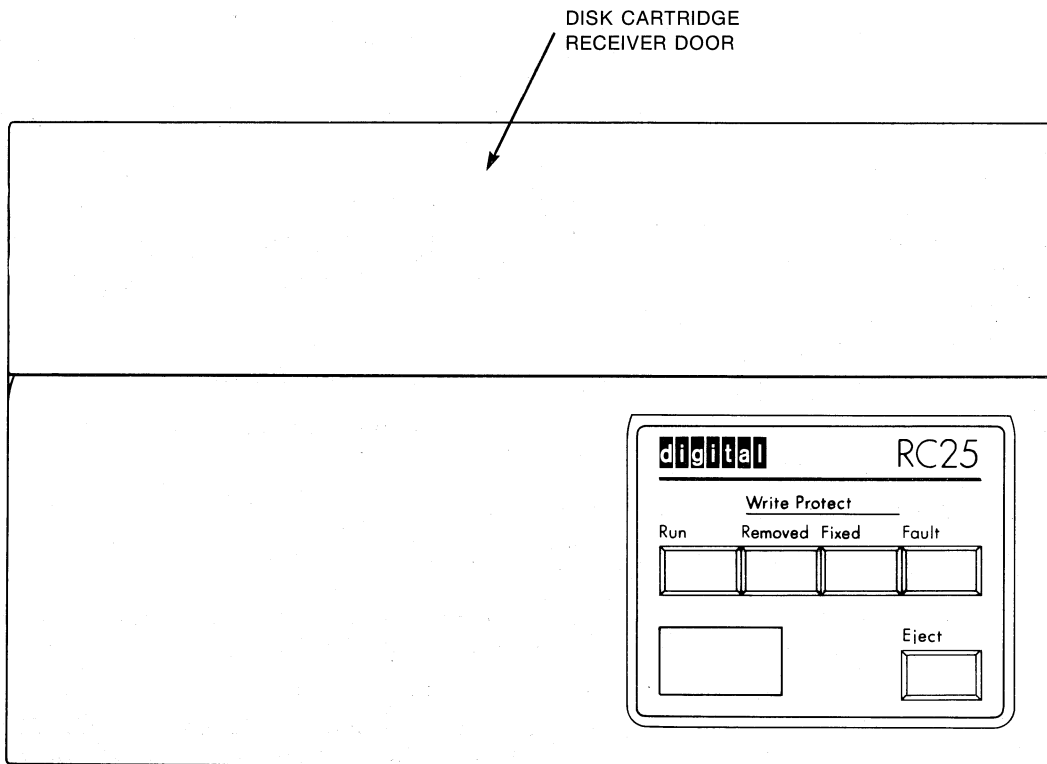 DISK CARTRIDGE
RECEIVER DOOR
digital RC25
Write Protect
Run Removed Fixed Fault
Eject